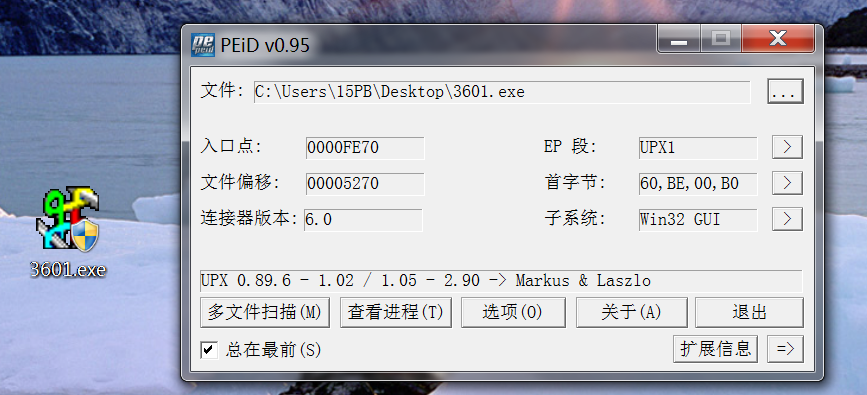 PEiD v0.95
文件: C:\Users\15PB\Desktop\3601.exe ...
入口点: 0000FE70 EP 段: UPX1 >
文件偏移: 00005270 首字节: 60,BE,00,B0 >
连接器版本: 6.0 子系统: Win32 GUI >
3601.exe
UPX 0.89.6 - 1.02 / 1.05 - 2.90 -> Markus & Laszlo
多文件扫描(M) 查看进程(T) 选项(O) 关于(A) 退出
总在最前(S) 扩展信息 =>